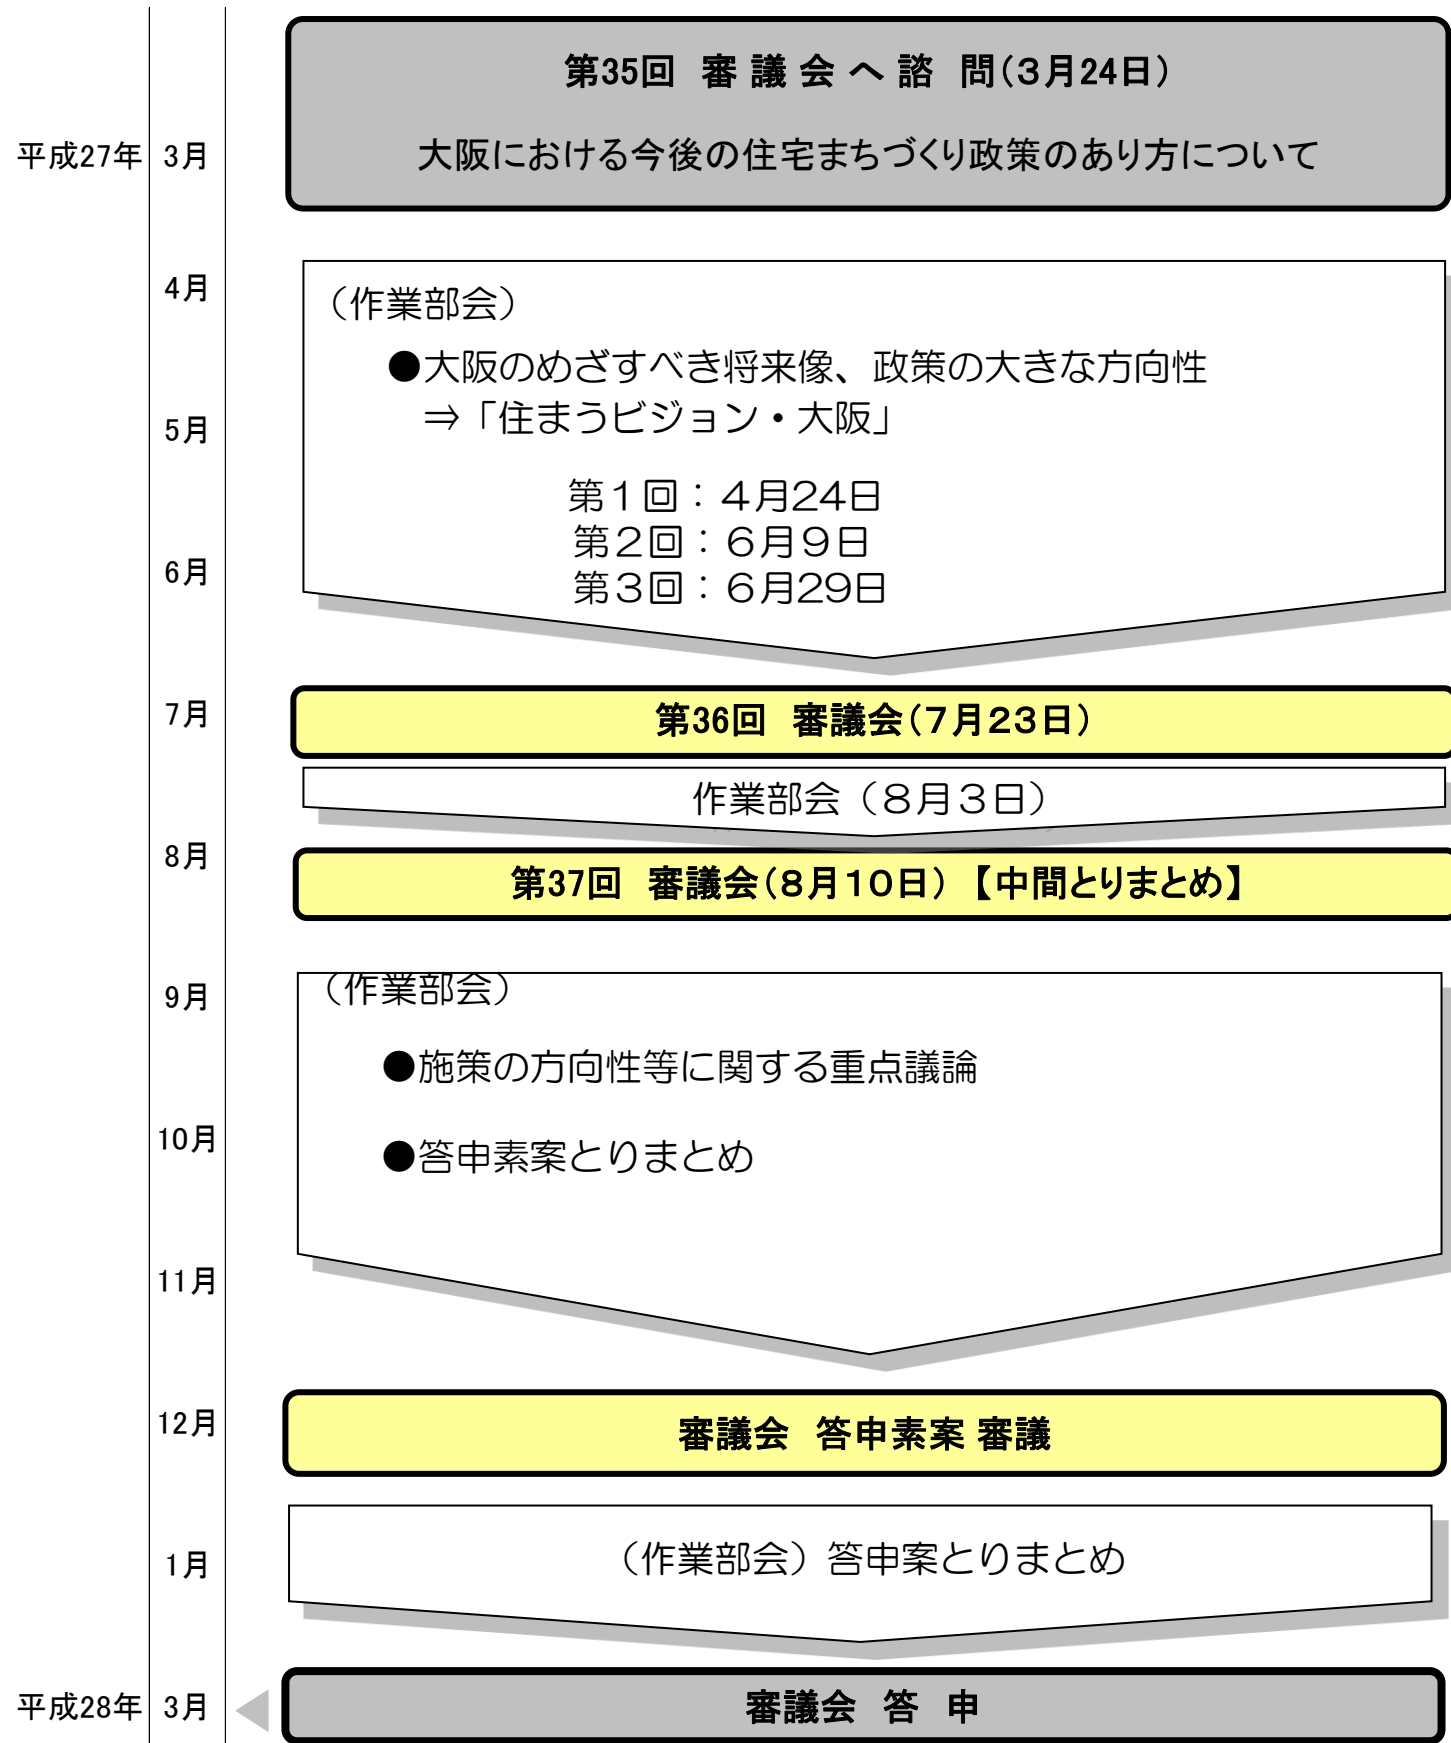 第35回 審 議 会 へ 諮 問（３月24日）
平成27年 3月 大阪における今後の住宅まちづくり政策のあり方について
4月
（作業部会）
●大阪のめざすべき将来像、政策の大きな方向性
⇒「住まうビジョン・大阪」
5月
第１回：４月24日
第２回：６月９日
6月
第３回：６月29日
7月
第36回 審議会（７月２３日）
作業部会（８月３日）
8月
第37回 審議会（８月１０日）【中間とりまとめ】
9月
（作業部会）
●施策の方向性等に関する重点議論
10月
●答申素案とりまとめ
11月
12月
審議会 答申素案 審議
1月
（作業部会）答申案とりまとめ
平成28年 3月
審議会 答 申